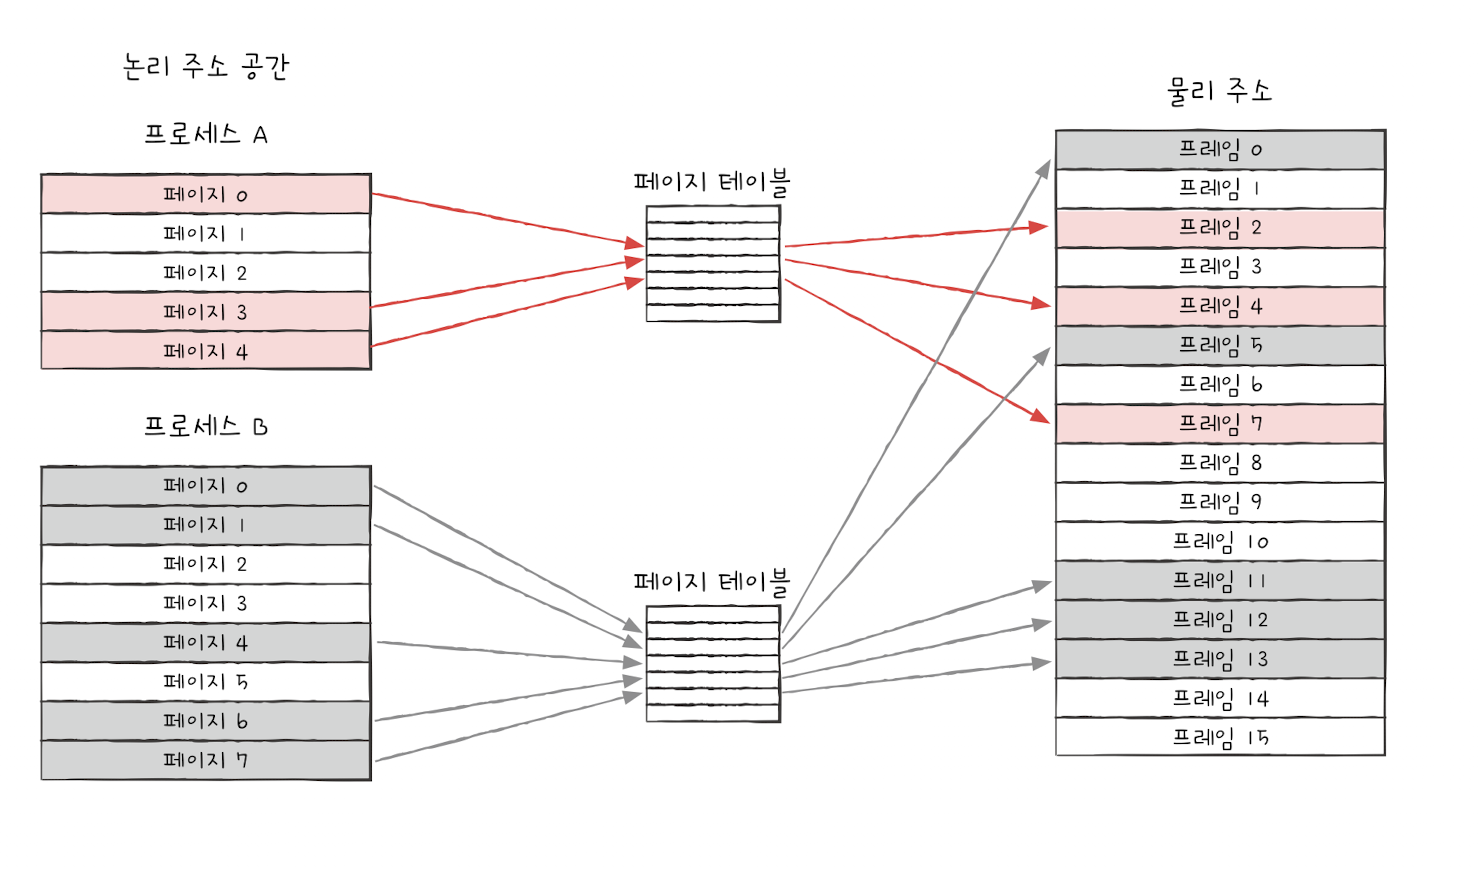 논리 주소 공간
프로세스 A
페이지 0
페이지 1
페이지 2
페이지 3
페이지 4
프로세스 B
페이지 0
페이지 1
페이지 2
페이지 3
페이지 4
페이지 5
페이지 6
페이지 7
페이지 테이블
페이지 테이블
물리 주소
프레임 0
프레임 1
프레임 2
프레임 3
프레임 4
프레임 5
프레임 6
프레임 7
프레임 8
프레임 9
프레임 10
프레임 11
프레임 12
프레임 13
프레임 14
프레임 15